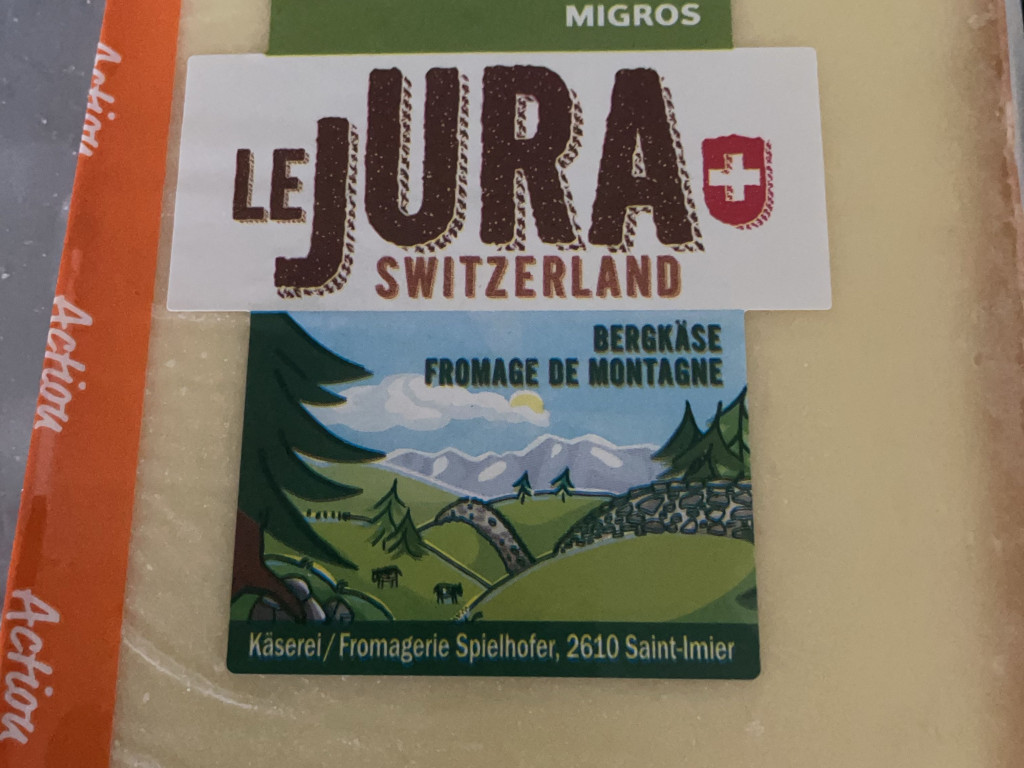 MIGROS
LE JURA
SWITZERLAND
BERGKÄSE
FROMAGE DE MONTAGNE
Käserei / Fromagerie Spielhofer, 2610 Saint-Imier
Action
Action
Action